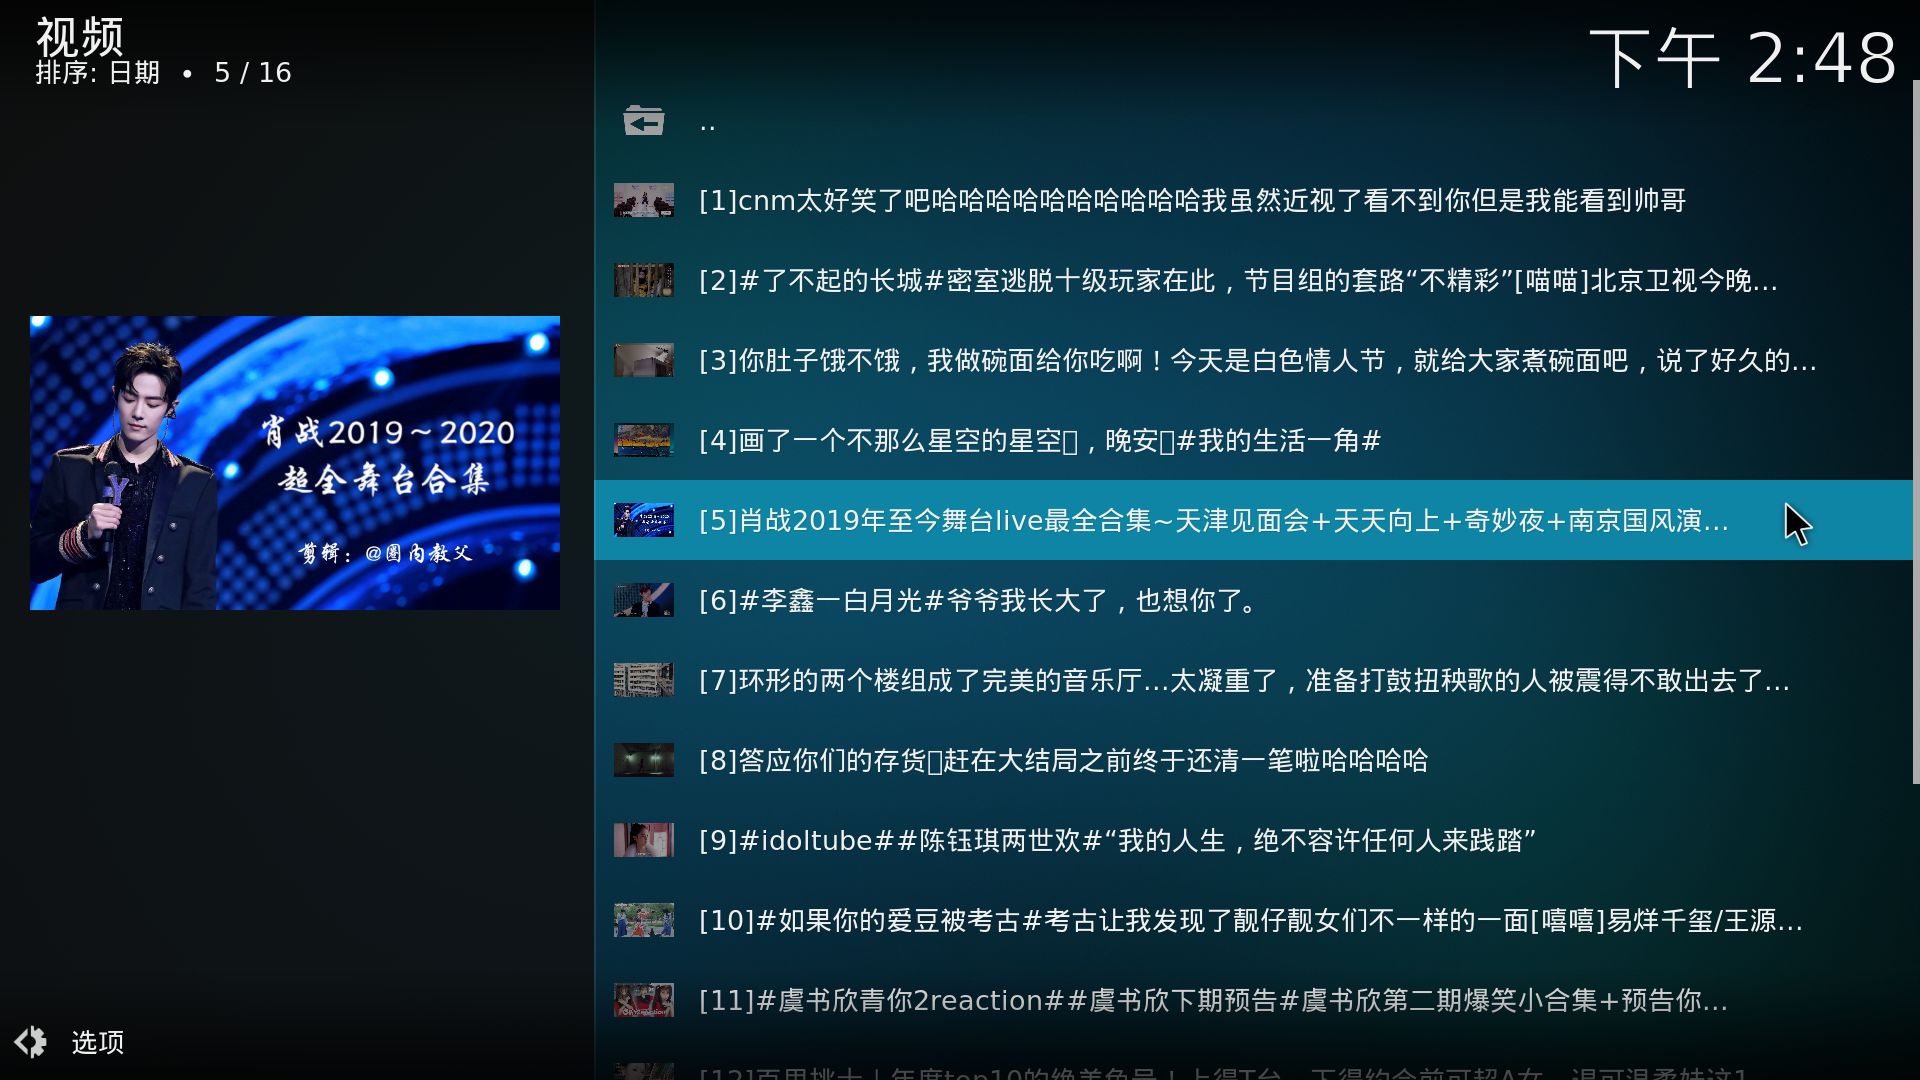 视频
排序: 日期 • 5 / 16
下午 2:48
..
[1]cnm太好笑了吧哈哈哈哈哈哈哈哈哈哈我虽然近视了看不到你但是我能看到帅哥
[2]#了不起的长城#密室逃脱十级玩家在此，节目组的套路“不精彩”[喵喵]北京卫视今晚...
[3]你肚子饿不饿，我做碗面给你吃啊！今天是白色情人节，就给大家煮碗面吧，说了好久的...
[4]画了一个不那么星空的星空，晚安#我的生活一角#
肖战2019～2020
超全舞台合集
剪辑：@圈内教父
[5]肖战2019年至今舞台live最全合集~天津见面会+天天向上+奇妙夜+南京国风演...
[6]#李鑫一白月光#爷爷我长大了，也想你了。
[7]环形的两个楼组成了完美的音乐厅...太凝重了，准备打鼓扭秧歌的人被震得不敢出去了...
[8]答应你们的存货赶在大结局之前终于还清一笔啦哈哈哈哈
[9]#idoltube##陈钰琪两世欢#“我的人生，绝不容许任何人来践踏”
[10]#如果你的爱豆被考古#考古让我发现了靓仔靓女们不一样的一面[嘻嘻]易烊千玺/王源...
[11]#虞书欣青你2reaction##虞书欣下期预告#虞书欣第二期爆笑小合集+预告你...
选项